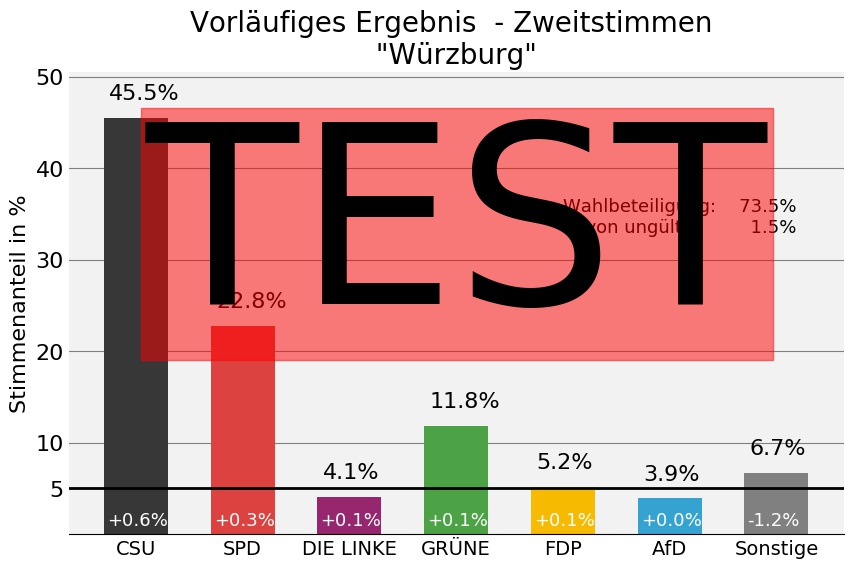 Vorläufiges Ergebnis - Zweitstimmen
"Würzburg"
Stimmenanteil in %
50
40
30
20
10
5
45.5%
22.8%
4.1%
11.8%
5.2%
3.9%
6.7%
TEST
Wahlbeteiligung: 73.5%
1.5%
+0.6%
+0.3%
+0.1%
+0.1%
+0.1%
+0.0%
-1.2%
CSU
SPD
DIE LINKE
GRÜNE
FDP
AfD
Sonstige